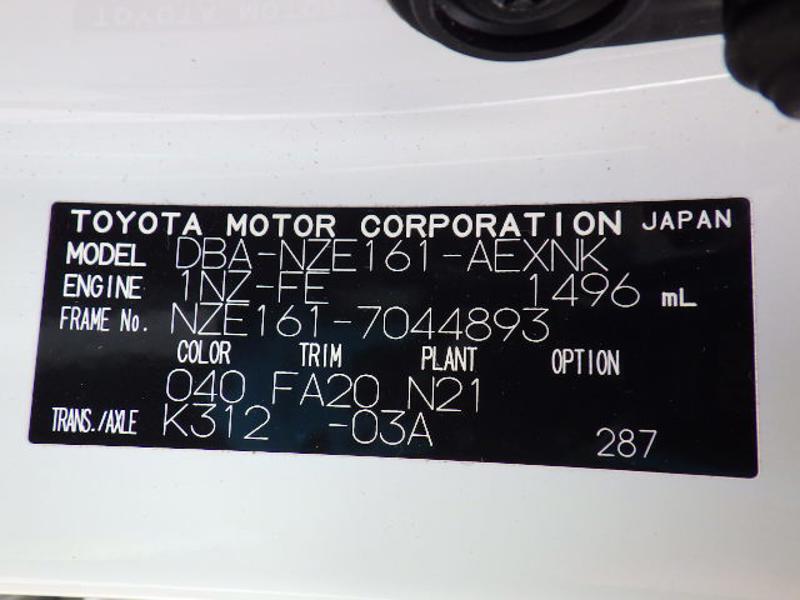 TOYOTA MOTOR CORPORATION JAPAN
MODEL DBA-NZE161-AEXNK
ENGINE 1NZ-FE 1496 mL
FRAME No. NZE161-7044893
COLOR TRIM PLANT OPTION
040 FA20 N21
TRANS./AXLE K312 -03A 287